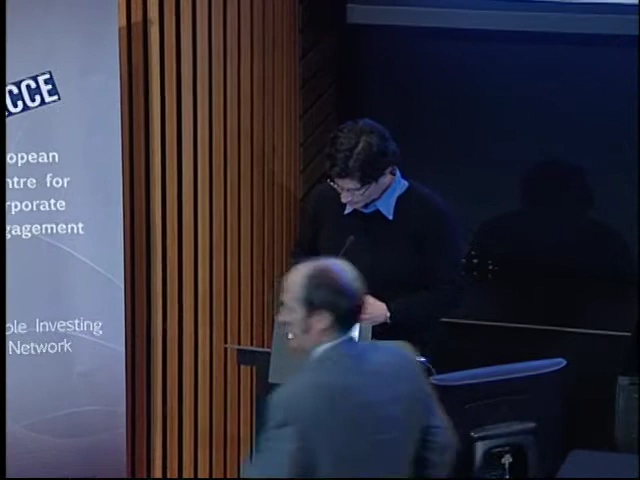 CCE
opean
ntre for
rporate
gagement
ble Investing
Network